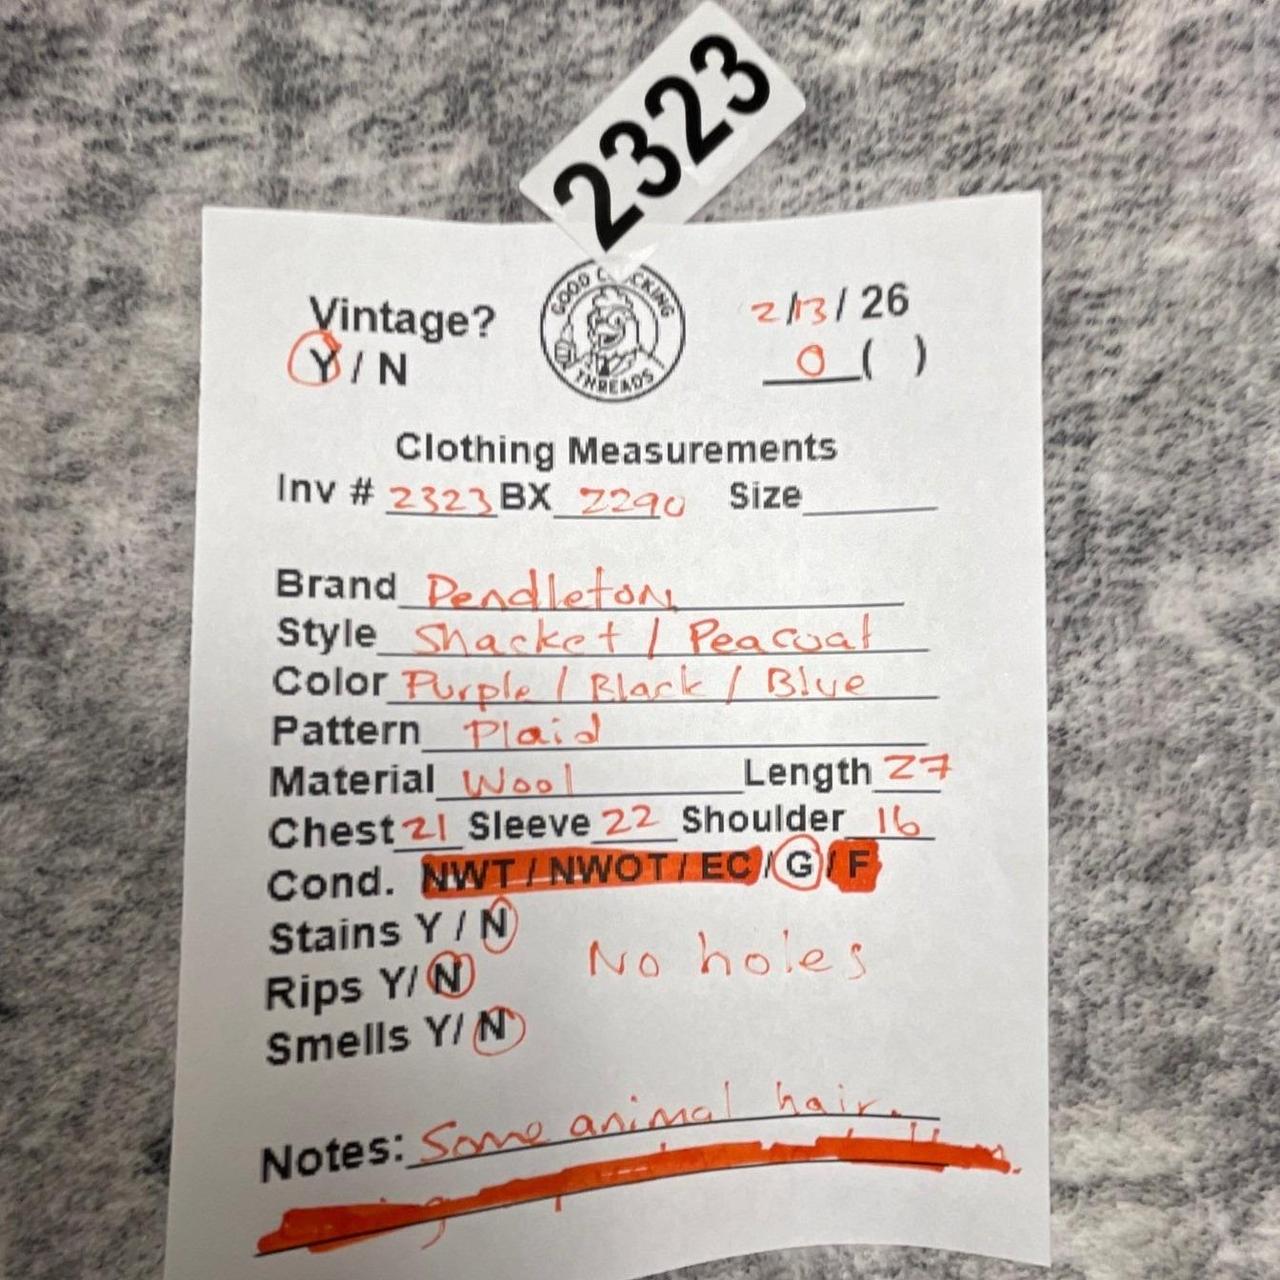 2323
GOOD CLUCKING
THREADS
Vintage?
Y / N
2/13/ 26
0 ( )
Clothing Measurements
Inv # 2323 BX 2290 Size
Brand Pendleton
Style Shacket / Peacoat
Color Purple / Black / Blue
Pattern Plaid
Material Wool Length 27
Chest 21 Sleeve 22 Shoulder 16
Cond. NWT / NWOT / EC / G / F
Stains Y / N
No holes
Rips Y/ N
Smells Y/ N
Notes: Some animal hair.